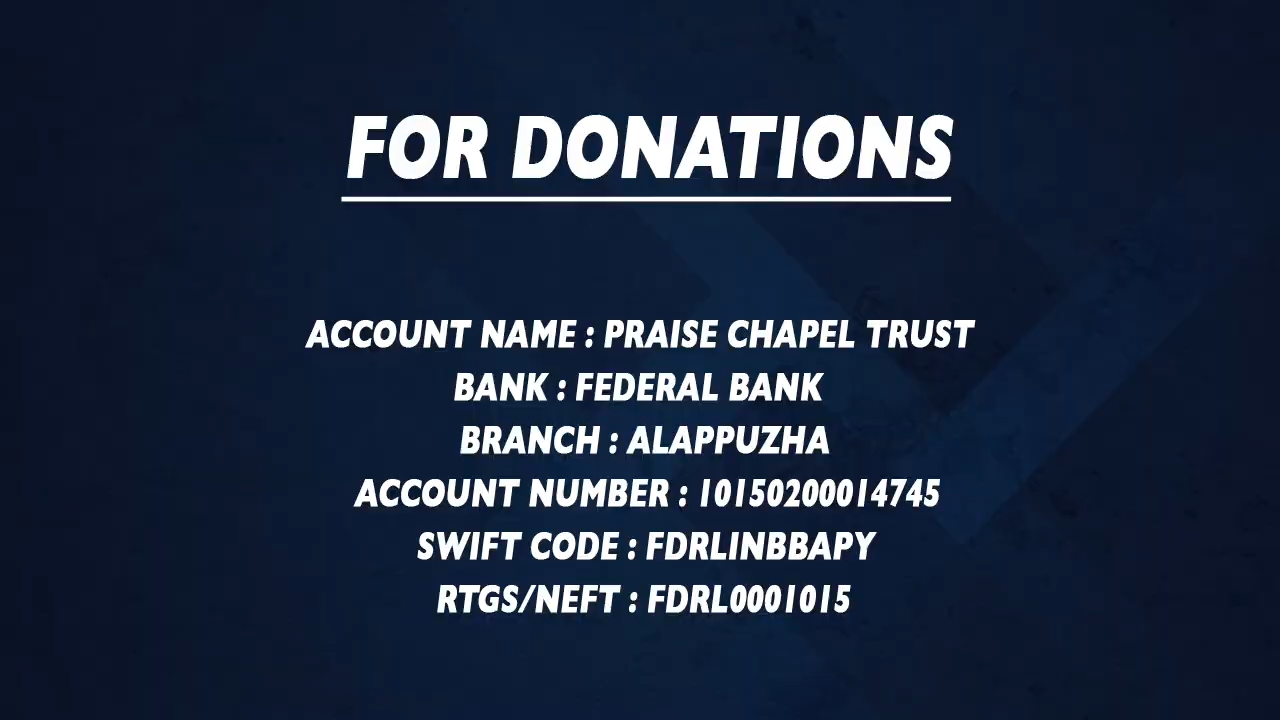 FOR DONATIONS
ACCOUNT NAME : PRAISE CHAPEL TRUST
BANK : FEDERAL BANK
BRANCH : ALAPPUZHA
ACCOUNT NUMBER : 10150200014745
SWIFT CODE : FDRLINBBAPY
RTGS/NEFT : FDRL0001015